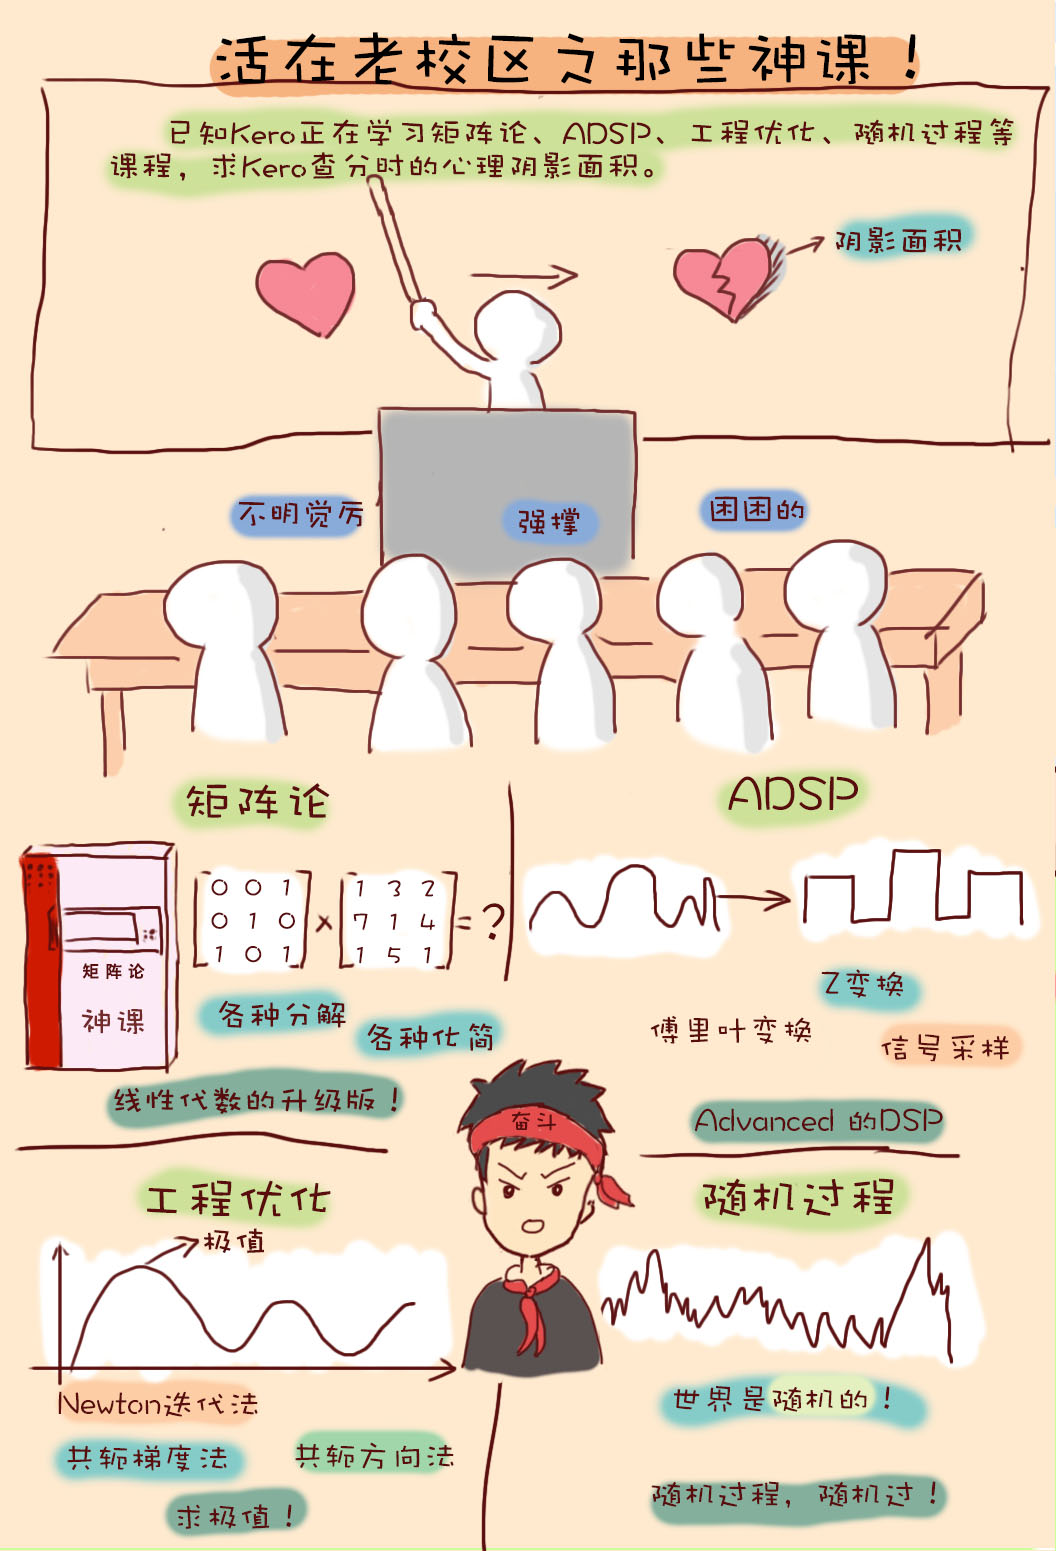 活在老校区之那些神课！
已知Kero正在学习矩阵论、ADSP、工程优化、随机过程等
课程，求Kero查分时的心理阴影面积。
阴影面积
不明觉厉
强撑
困困的
矩阵论
0 0 1
0 1 0
1 0 1
×
1 3 2
7 1 4
1 5 1
= ?
矩阵论
神课
各种分解
各种化简
线性代数的升级版！
ADSP
Z变换
傅里叶变换
信号采样
Advanced 的DSP
奋斗
工程优化
极值
Newton迭代法
共轭梯度法
共轭方向法
求极值！
随机过程
世界是随机的！
随机过程，随机过！